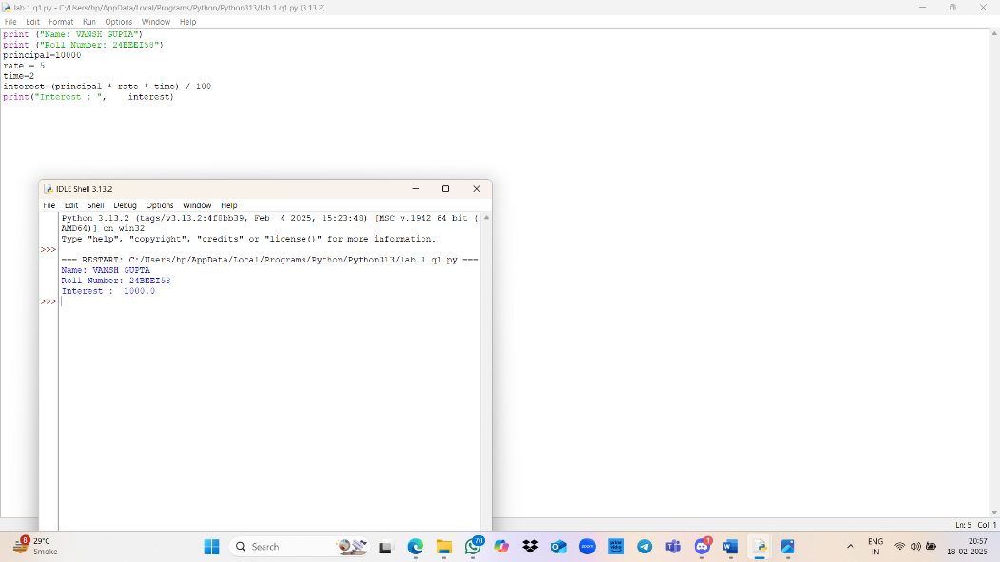 lab 1 q1.py - C:/Users/hp/AppData/Local/Programs/Python/Python313/lab 1 q1.py (3.13.2)
File Edit Format Run Options Window Help
print ("Name: VANSH GUPTA")
print ("Roll Number: 24BEEI58")
principal=10000
rate = 5
time=2
interest=(principal * rate * time) / 100
print("Interest : ",    interest)
IDLE Shell 3.13.2
File Edit Shell Debug Options Window Help
Python 3.13.2 (tags/v3.13.2:4f8bb39, Feb  4 2025, 15:23:48) [MSC v.1942 64 bit (
AMD64)] on win32
Type "help", "copyright", "credits" or "license()" for more information.
>>>
=== RESTART: C:/Users/hp/AppData/Local/Programs/Python/Python313/lab 1 q1.py ===
Name: VANSH GUPTA
Roll Number: 24BEEI58
Interest :  1000.0
>>>
Ln: 5 Col: 1
8
29°C
Smoke
Search
70
zoom
prime video
1
ENG
IN
20:57
18-02-2025